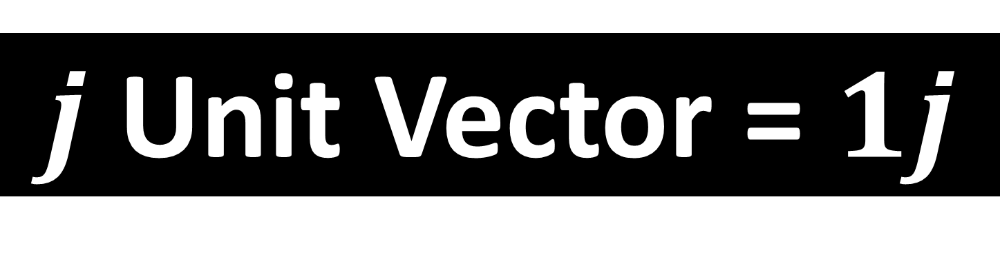 j Unit Vector = 1j